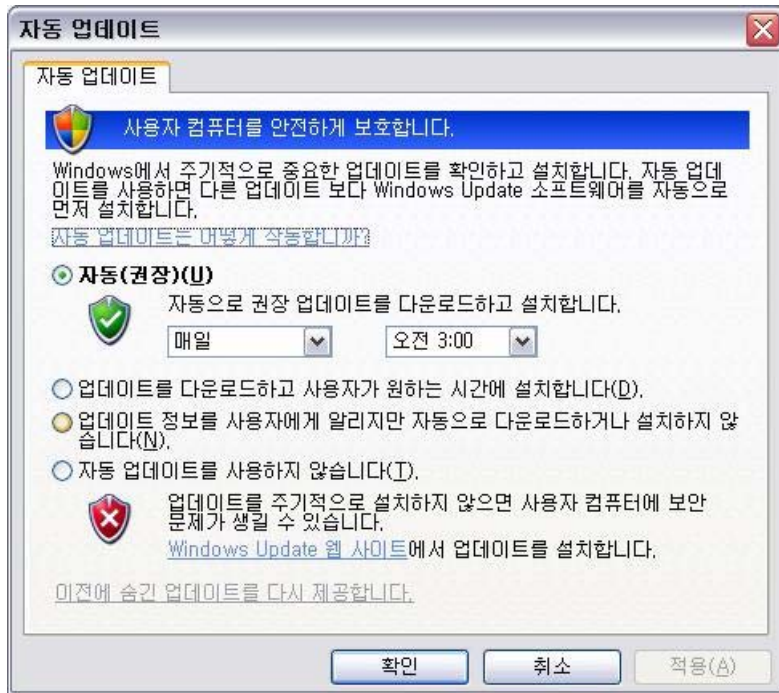 자동 업데이트
자동 업데이트
사용자 컴퓨터를 안전하게 보호합니다.
Windows에서 주기적으로 중요한 업데이트를 확인하고 설치합니다. 자동 업데
이트를 사용하면 다른 업데이트 보다 Windows Update 소프트웨어를 자동으로
먼저 설치합니다.
자동 업데이트는 어떻게 작동합니까?
자동(권장)(U)
자동으로 권장 업데이트를 다운로드하고 설치합니다.
매일 오전 3:00
업데이트를 다운로드하고 사용자가 원하는 시간에 설치합니다(D).
업데이트 정보를 사용자에게 알리지만 자동으로 다운로드하거나 설치하지 않
습니다(N).
자동 업데이트를 사용하지 않습니다(T).
업데이트를 주기적으로 설치하지 않으면 사용자 컴퓨터에 보안
문제가 생길 수 있습니다.
Windows Update 웹 사이트에서 업데이트를 설치합니다.
이전에 숨긴 업데이트를 다시 제공합니다.
확인 취소 적용(A)